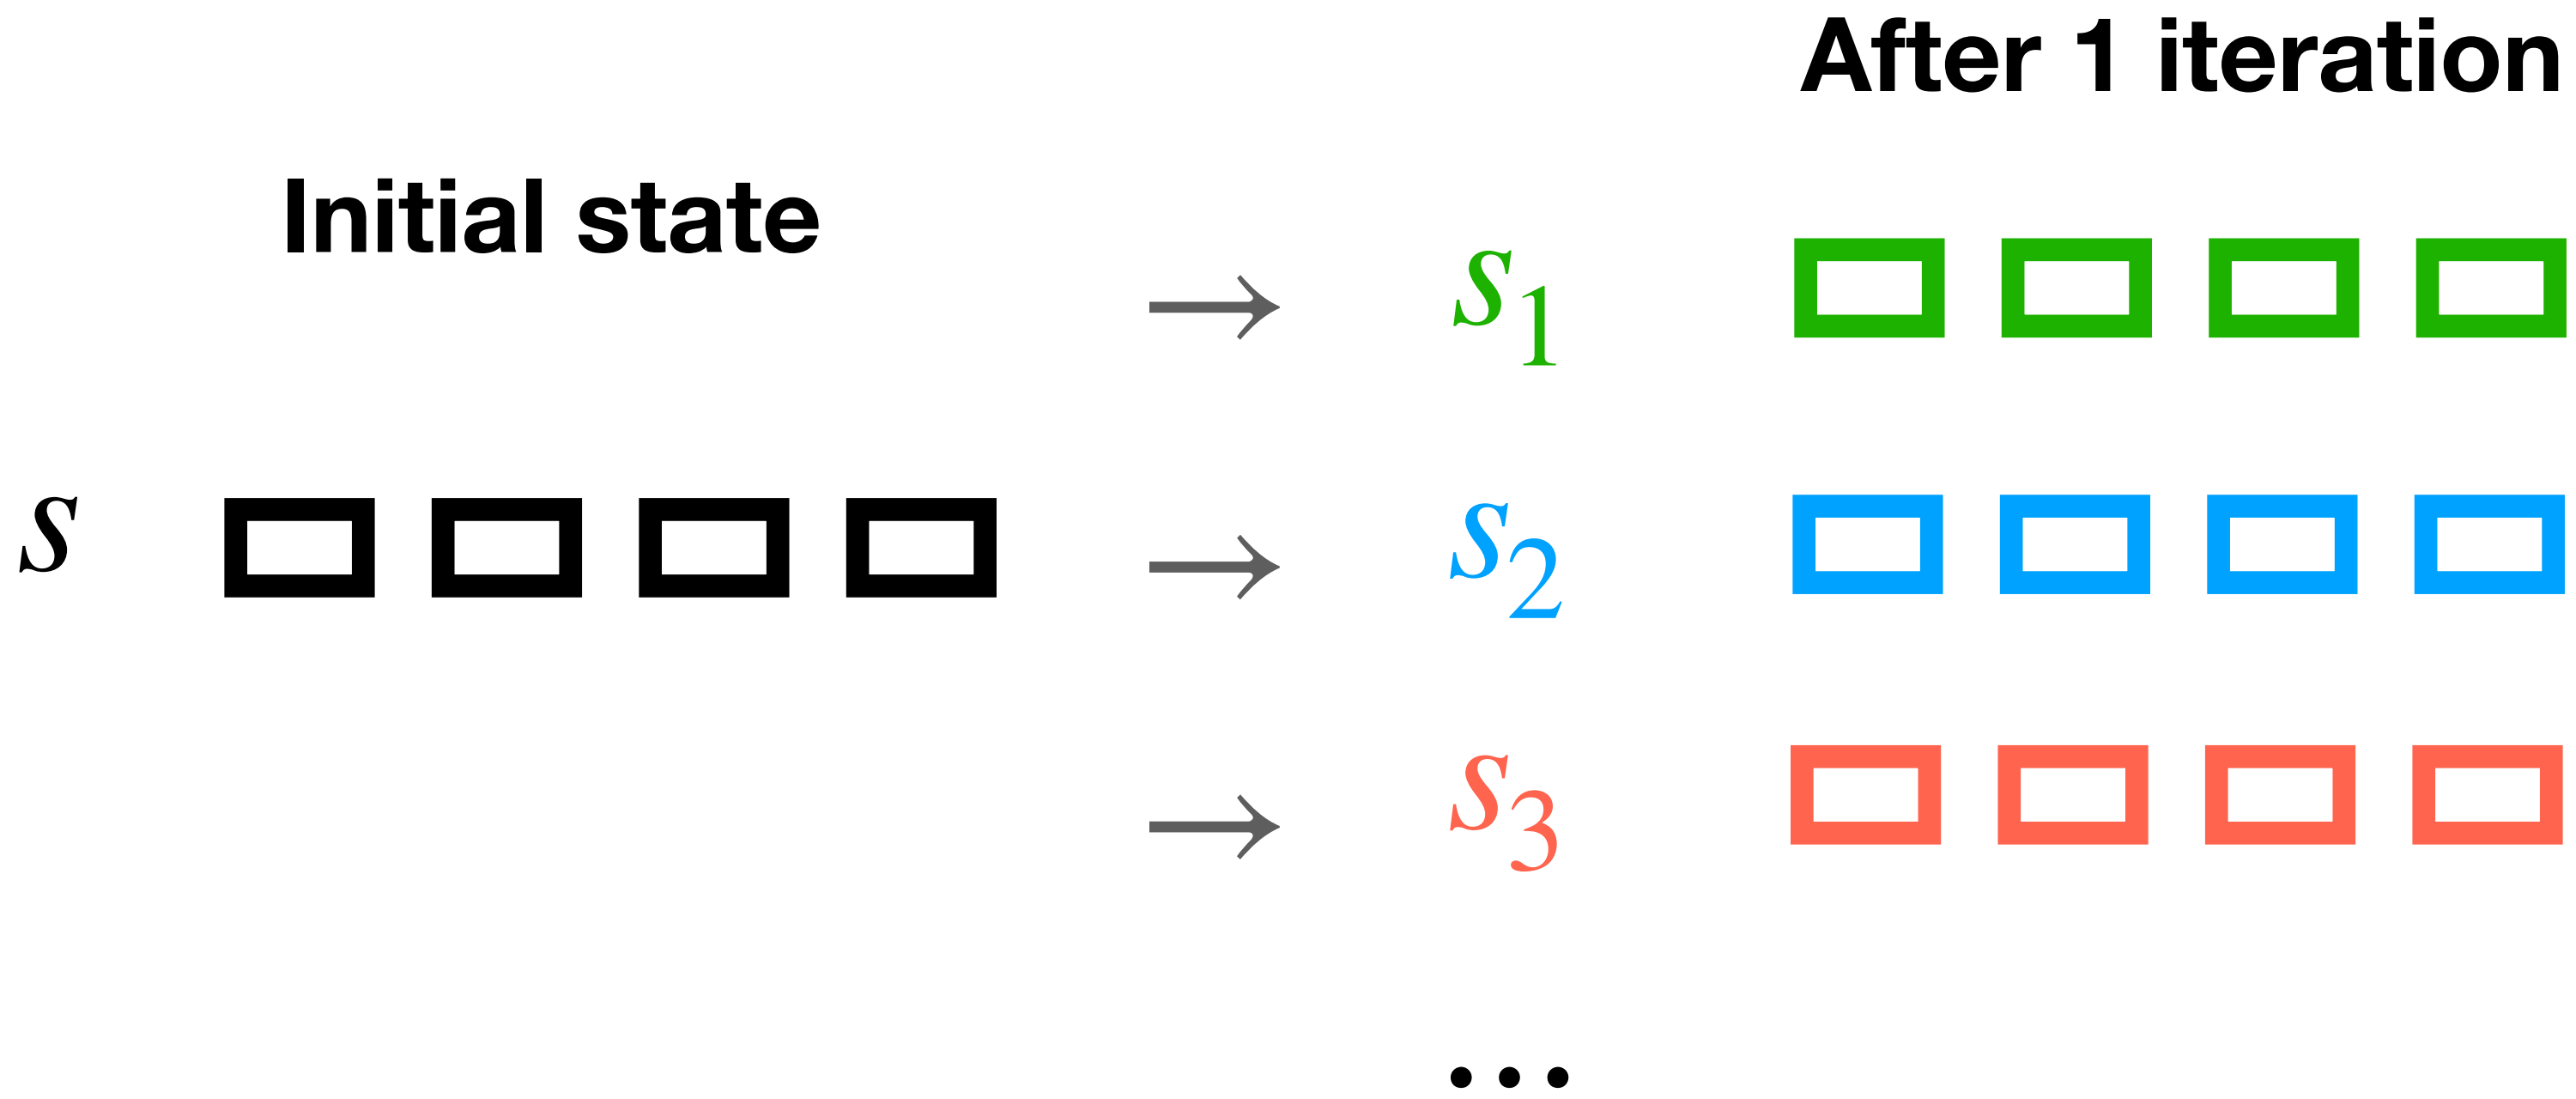 After 1 iteration
Initial state
s₁
s
s₂
s₃
...